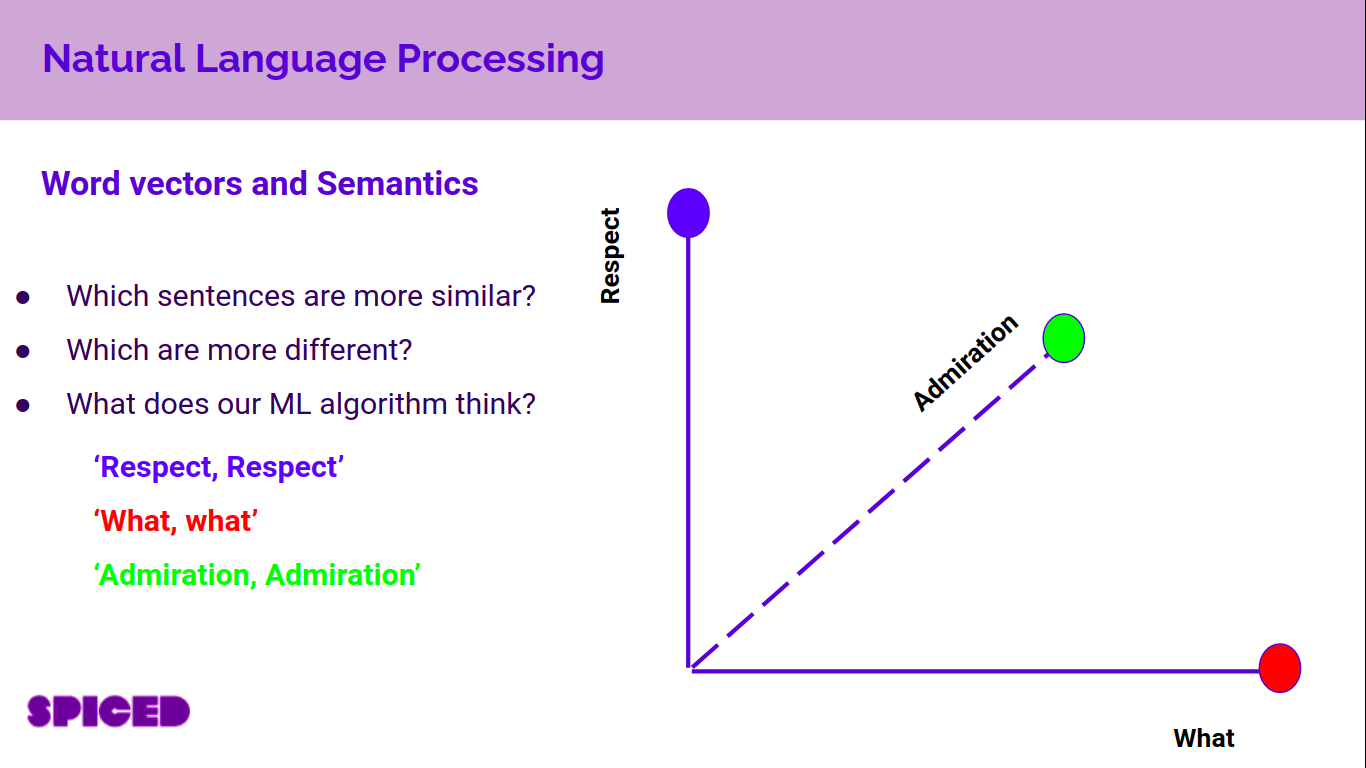 Natural Language Processing
Word vectors and Semantics
● Which sentences are more similar?
● Which are more different?
● What does our ML algorithm think?
‘Respect, Respect’
‘What, what’
‘Admiration, Admiration’
SPICED
Respect
Admiration
What